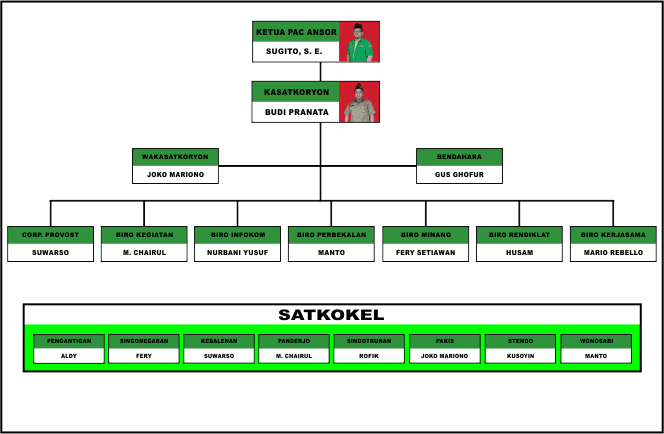 KETUA PAC ANSOR
SUGITO, S. E.
KASATKORYON
BUDI PRANATA
WAKASATKORYON
JOKO MARIONO
BENDAHARA
GUS GHOFUR
CORP. PROVOST
SUWARSO
BIRO KEGIATAN
M. CHAIRUL
BIRO INFOKOM
NURBANI YUSUF
BIRO PERBEKALAN
MANTO
BIRO MINANG
FERY SETIAWAN
BIRO RENDIKLAT
HUSAM
BIRO KERJASAMA
MARIO REBELLO
SATKOKEL
PENGANTIGAN
ALDY
SINGONEGARAN
FERY
KEBALEHAN
SUWARSO
PANDERJO
M. CHAIRUL
SINGOTRUNAN
ROFIK
PAKIS
JOKO MARIONO
STENDO
KUSOYIN
WONOSARI
MANTO